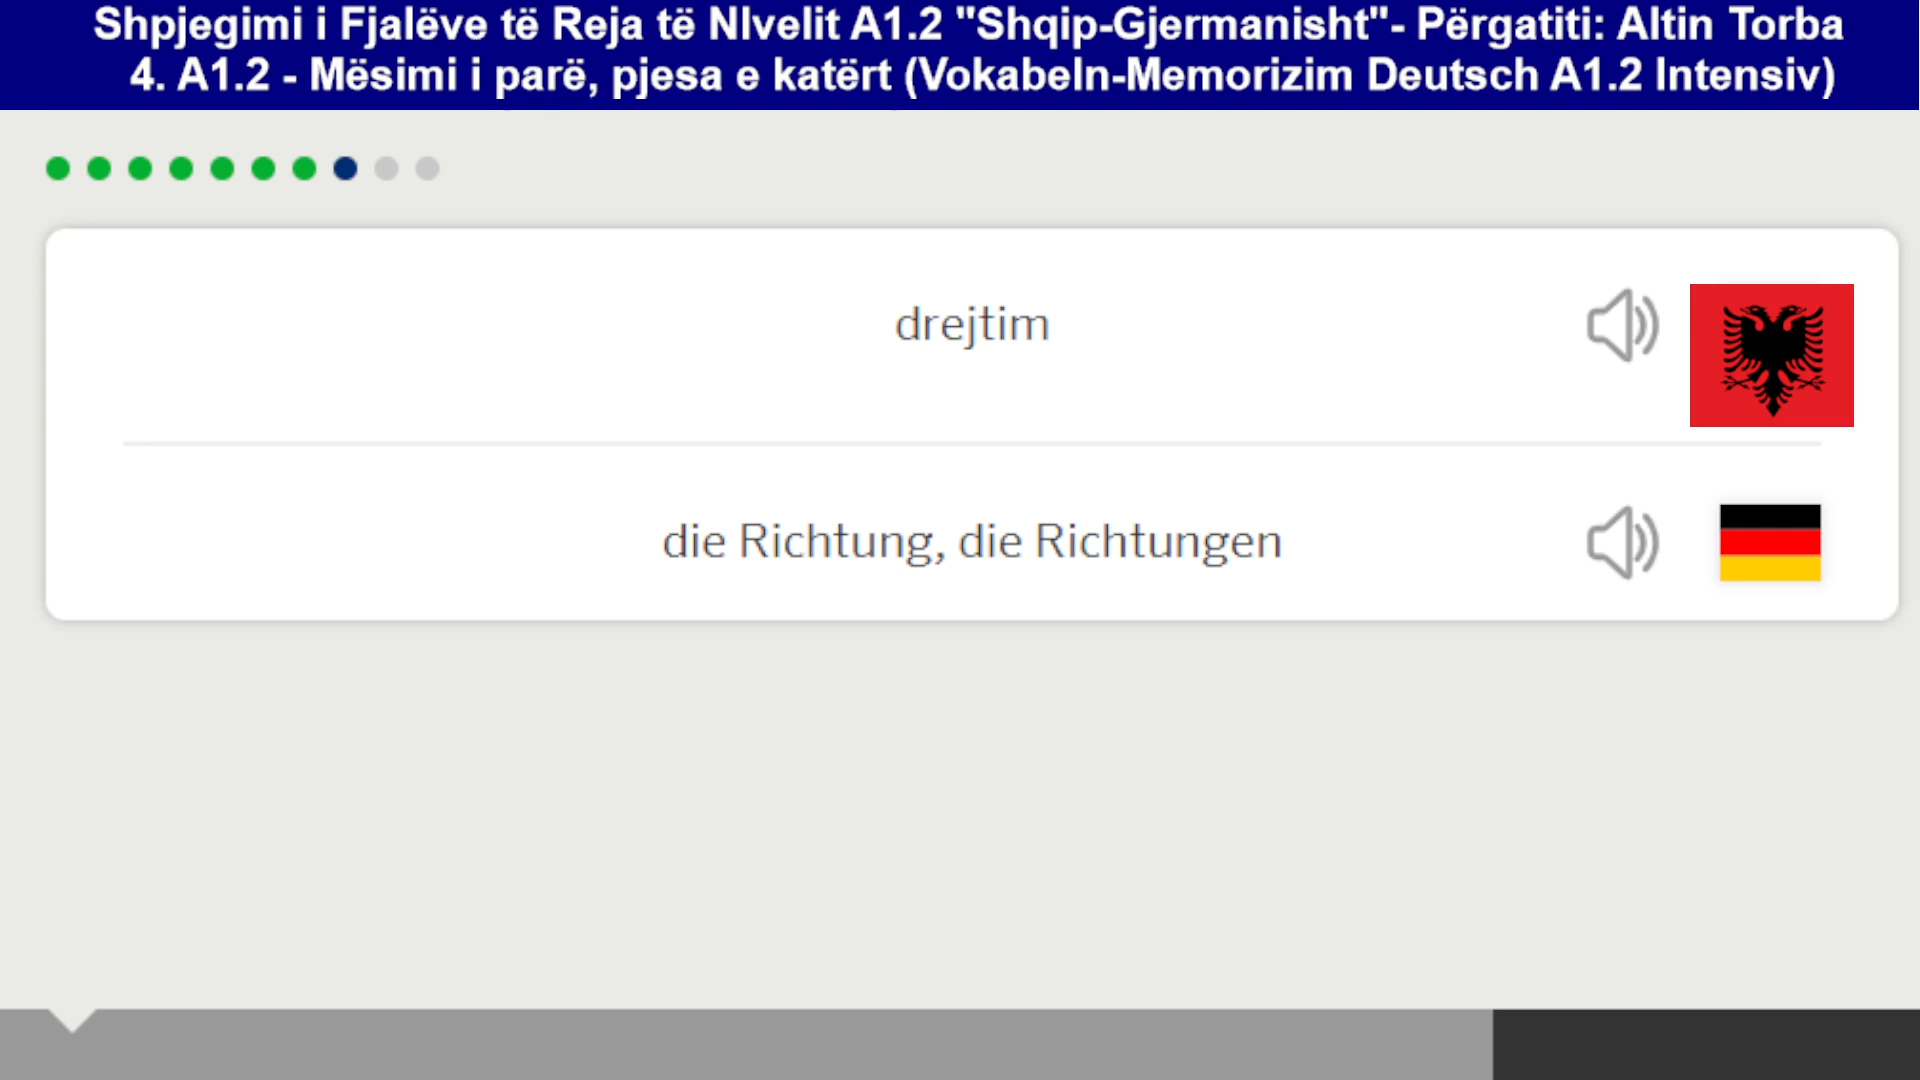 Shpjegimi i Fjalëve të Reja të NIvelit A1.2 "Shqip-Gjermanisht"- Përgatiti: Altin Torba
4. A1.2 - Mësimi i parë, pjesa e katërt (Vokabeln-Memorizim Deutsch A1.2 Intensiv)
drejtim
die Richtung, die Richtungen